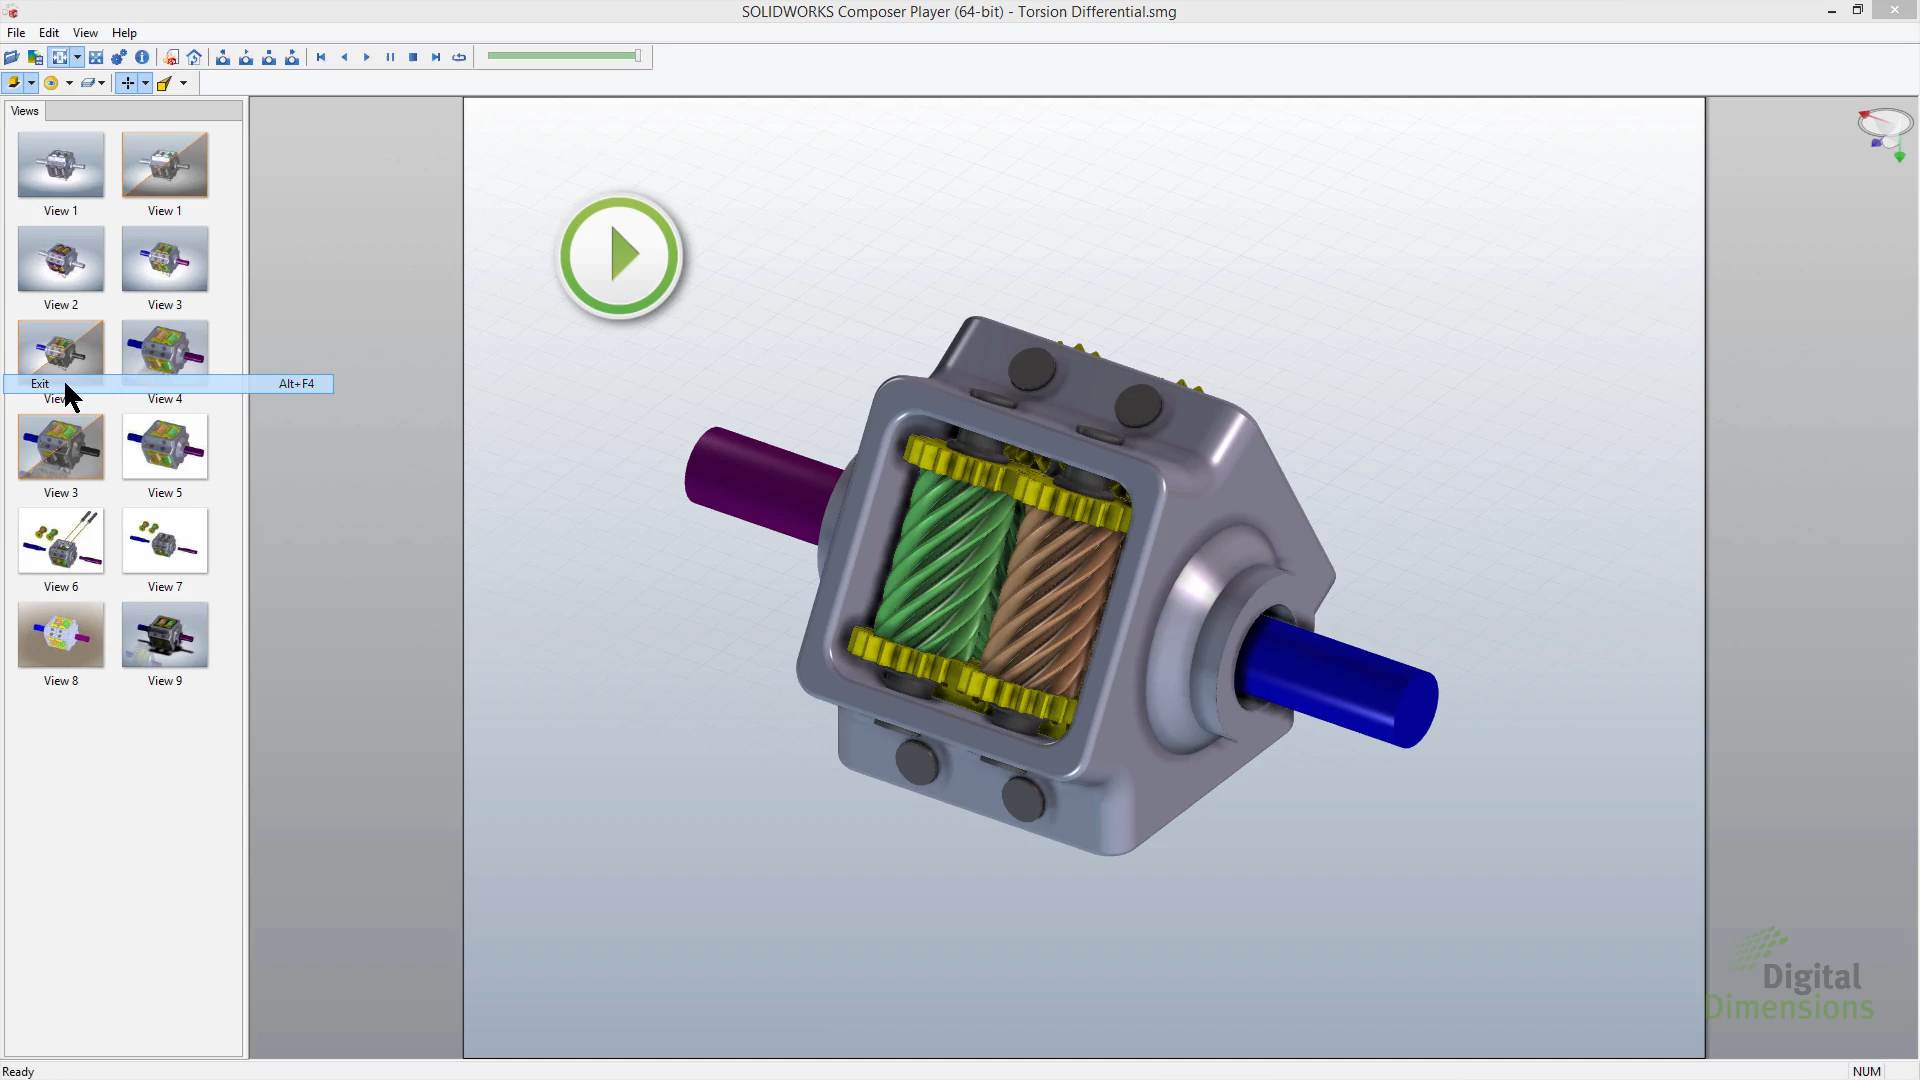 SOLIDWORKS Composer Player (64-bit) - Torsion Differential.smg
File Edit View Help
Views
View 1 View 1
View 2 View 3
Exit Alt+F4
View 4
View 3 View 5
View 6 View 7
View 8 View 9
Digital
Dimensions
Ready NUM